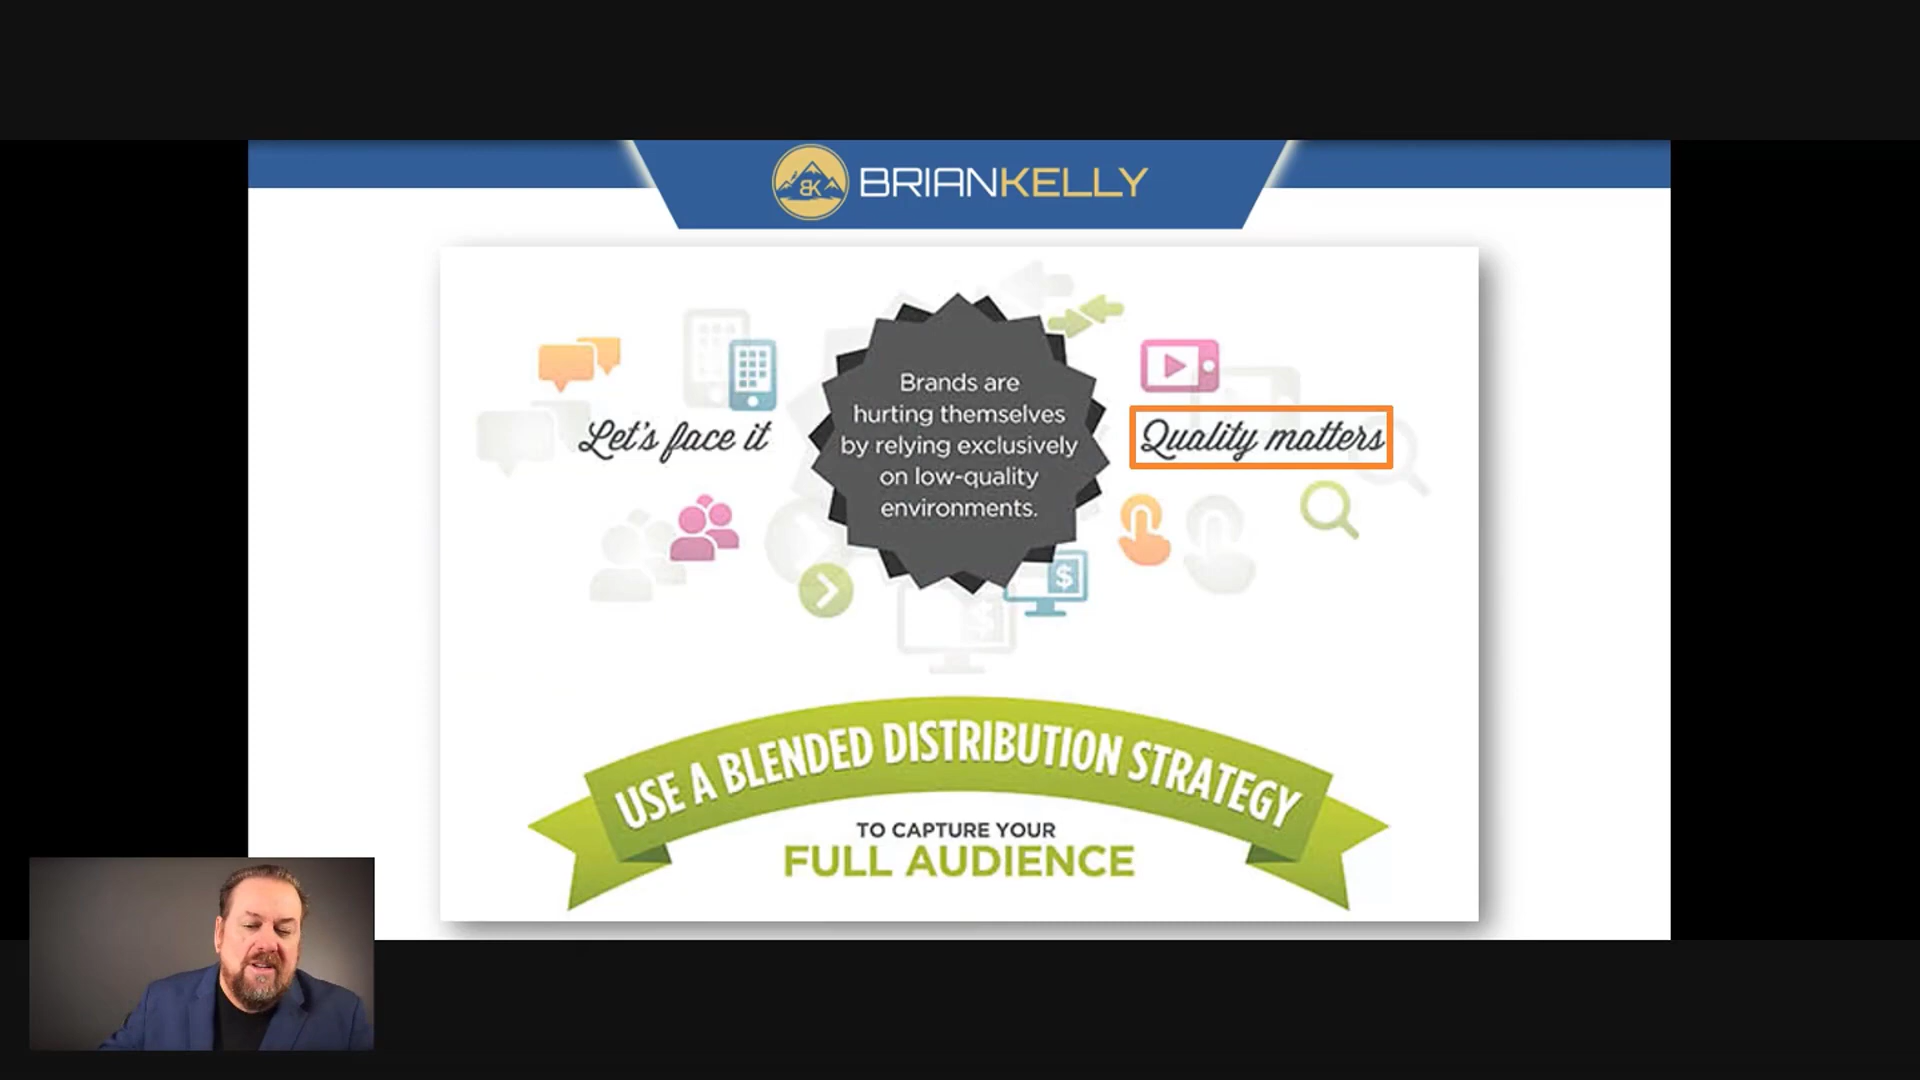 BK BRIANKELLY
Let's face it
Brands are
hurting themselves
by relying exclusively
on low-quality
environments.
Quality matters
$
USE A BLENDED DISTRIBUTION STRATEGY
TO CAPTURE YOUR
FULL AUDIENCE